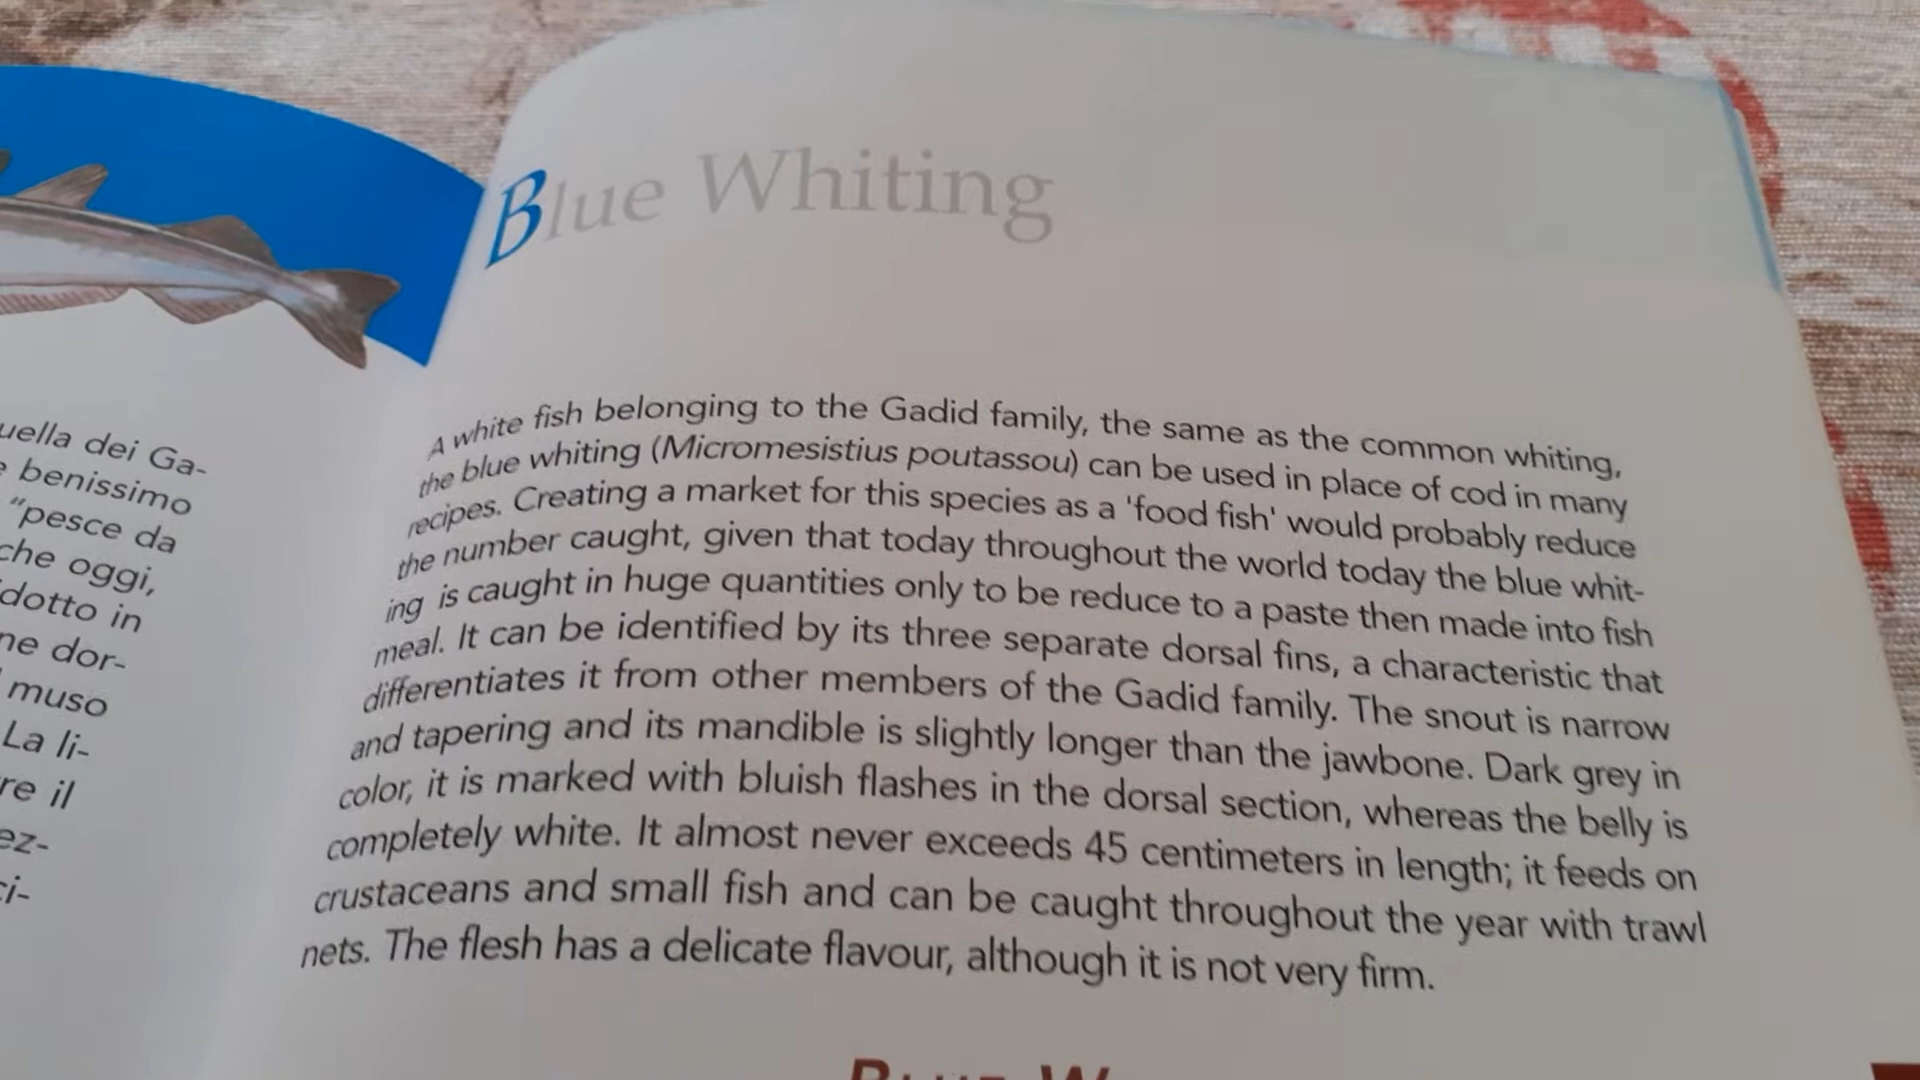 uella dei Ga-
benissimo
"pesce da
che oggi,
dotto in
ne dor-
muso
La li-
re il
ez-
ci-
Blue Whiting
A white fish belonging to the Gadid family, the same as the common whiting,
the blue whiting (Micromesistius poutassou) can be used in place of cod in many
recipes. Creating a market for this species as a 'food fish' would probably reduce
the number caught, given that today throughout the world today the blue whit-
ing is caught in huge quantities only to be reduce to a paste then made into fish
meal. It can be identified by its three separate dorsal fins, a characteristic that
differentiates it from other members of the Gadid family. The snout is narrow
and tapering and its mandible is slightly longer than the jawbone. Dark grey in
color, it is marked with bluish flashes in the dorsal section, whereas the belly is
completely white. It almost never exceeds 45 centimeters in length; it feeds on
crustaceans and small fish and can be caught throughout the year with trawl
nets. The flesh has a delicate flavour, although it is not very firm.